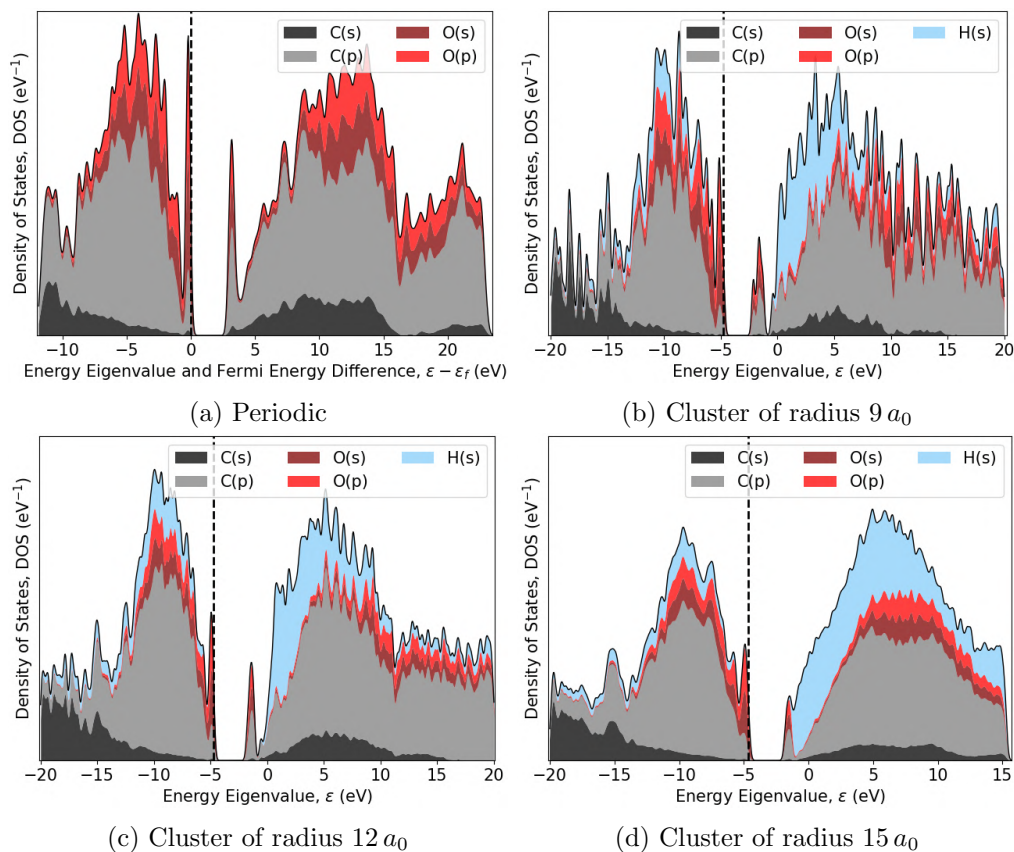 C(s)
C(p)
O(s)
O(p)
Density of States, DOS (eV⁻¹)
−10 −5 0 5 10 15 20
Energy Eigenvalue and Fermi Energy Difference, ε − ε_f (eV)
(a) Periodic
C(s)
C(p)
O(s)
O(p)
H(s)
Density of States, DOS (eV⁻¹)
−20 −15 −10 −5 0 5 10 15 20
Energy Eigenvalue, ε (eV)
(b) Cluster of radius 9 a₀
C(s)
C(p)
O(s)
O(p)
H(s)
Density of States, DOS (eV⁻¹)
−20 −15 −10 −5 0 5 10 15 20
Energy Eigenvalue, ε (eV)
(c) Cluster of radius 12 a₀
C(s)
C(p)
O(s)
O(p)
H(s)
Density of States, DOS (eV⁻¹)
−20 −15 −10 −5 0 5 10 15
Energy Eigenvalue, ε (eV)
(d) Cluster of radius 15 a₀